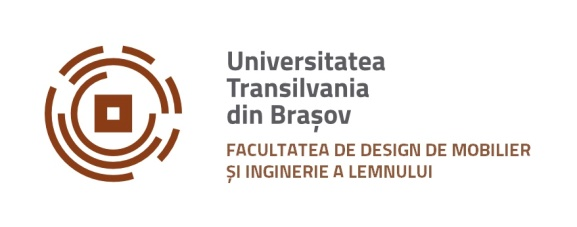 Universitatea
Transilvania
din Brașov
FACULTATEA DE DESIGN DE MOBILIER
ȘI INGINERIE A LEMNULUI